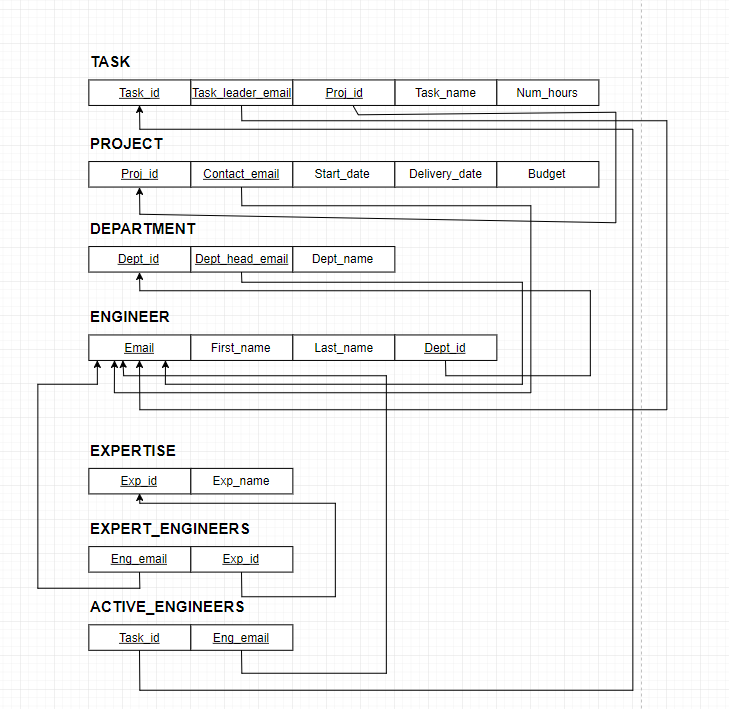 TASK
Task_id Task_leader_email Proj_id Task_name Num_hours
PROJECT
Proj_id Contact_email Start_date Delivery_date Budget
DEPARTMENT
Dept_id Dept_head_email Dept_name
ENGINEER
Email First_name Last_name Dept_id
EXPERTISE
Exp_id Exp_name
EXPERT_ENGINEERS
Eng_email Exp_id
ACTIVE_ENGINEERS
Task_id Eng_email